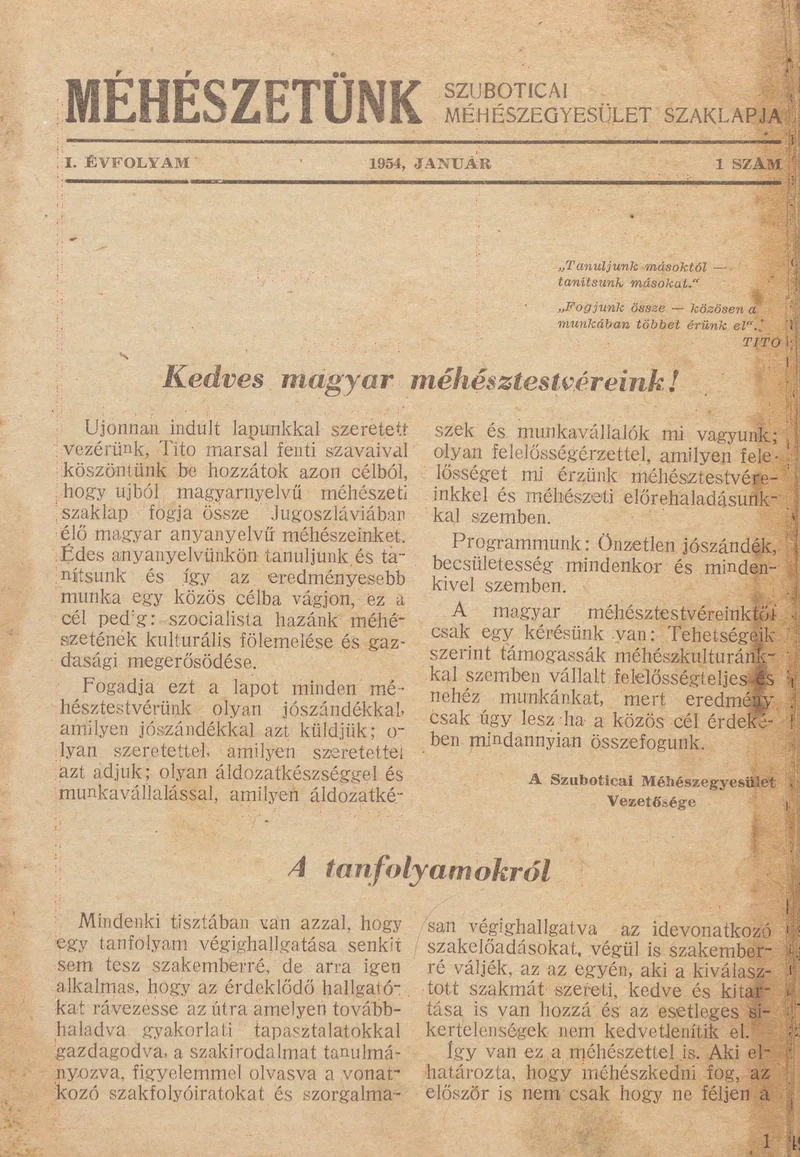 MÉHÉSZETÜNK
SZUBOTICAI
MÉHÉSZEGYESÜLET SZAKLAPJA
I. ÉVFOLYAM 1954, JANUÁR 1 SZÁM
„Tanuljunk másoktól —
tanítsunk másokat.“
„Fogjunk össze — közösen a
munkában többet érünk el“.
TITO
Kedves magyar méhésztestvéreink!
Ujonnan indult lapunkkal szeretett
vezérünk, Tito marsal fenti szavaival
köszöntünk be hozzátok azon célból,
hogy ujból magyarnyelvű méhészeti
szaklap fogja össze Jugoszláviában
élő magyar anyanyelvű méhészeinket.
Édes anyanyelvünkön tanuljunk és ta-
nítsunk és így az eredményesebb
munka egy közös célba vágjon, ez a
cél pedig: szocialista hazánk méhé-
szetének kulturális fölemelése és gaz-
dasági megerősödése.
Fogadja ezt a lapot minden mé-
hésztestvérünk olyan jószándékkal,
amilyen jószándékkal azt küldjük; o-
lyan szeretettel, amilyen szeretettel
azt adjuk; olyan áldozatkészséggel és
munkavállalással, amilyen áldozatké-
szek és munkavállalók mi vagyunk;
olyan felelősségérzettel, amilyen fele-
lősséget mi érzünk méhésztestvére-
inkkel és méhészeti előrehaladásunk-
kal szemben.
Programmunk: Önzetlen jószándék,
becsületesség mindenkor és minden-
kivel szemben.
A magyar méhésztestvéreinktől
csak egy kérésünk van: Tehetségeik
szerint támogassák méhészkulturánk-
kal szemben vállalt felelősségteljes és
nehéz munkánkat, mert eredmény
csak úgy lesz ha a közös cél érdeké-
ben mindannyian összefogunk.
A Szuboticai Méhészegyesület
Vezetősége
A tanfolyamokról
Mindenki tisztában van azzal, hogy
egy tanfolyam végighallgatása senkit
sem tesz szakemberré, de arra igen
alkalmas, hogy az érdeklődő hallgató-
kat rávezesse az útra amelyen tovább-
haladva gyakorlati tapasztalatokkal
gazdagodva, a szakirodalmat tanulmá-
nyozva, figyelemmel olvasva a vonat-
kozó szakfolyóiratokat és szorgalma-
san végighallgatva az idevonatkozó
szakelőadásokat, végül is szakember-
ré váljék, az az egyén, aki a kiválasz-
tott szakmát szereti, kedve és kitar-
tása is van hozzá és az esetleges si-
kertelenségek nem kedvetlenítik el.
Így van ez a méhészettel is. Aki el-
határozta, hogy méhészkedni fog, az
először is nem csak hogy ne féljen a
1